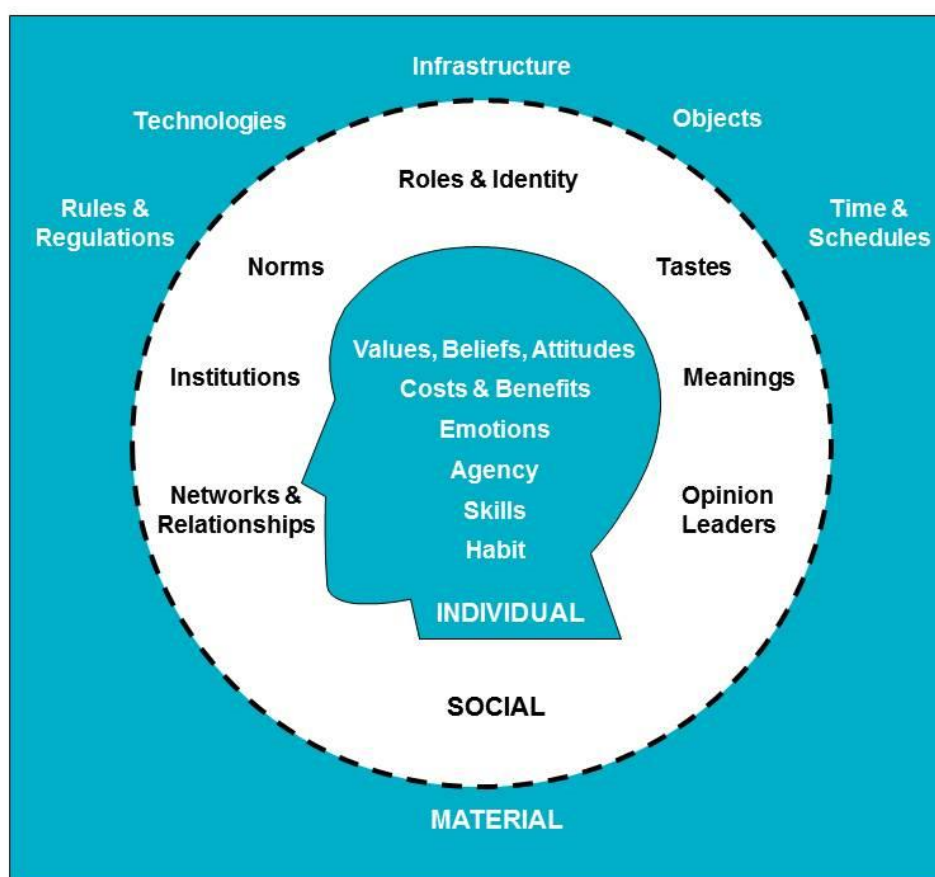 Infrastructure
Technologies
Objects
Rules &
Regulations
Time &
Schedules
Roles & Identity
Norms
Tastes
Institutions
Meanings
Networks &
Relationships
Opinion
Leaders
Values, Beliefs, Attitudes
Costs & Benefits
Emotions
Agency
Skills
Habit
INDIVIDUAL
SOCIAL
MATERIAL